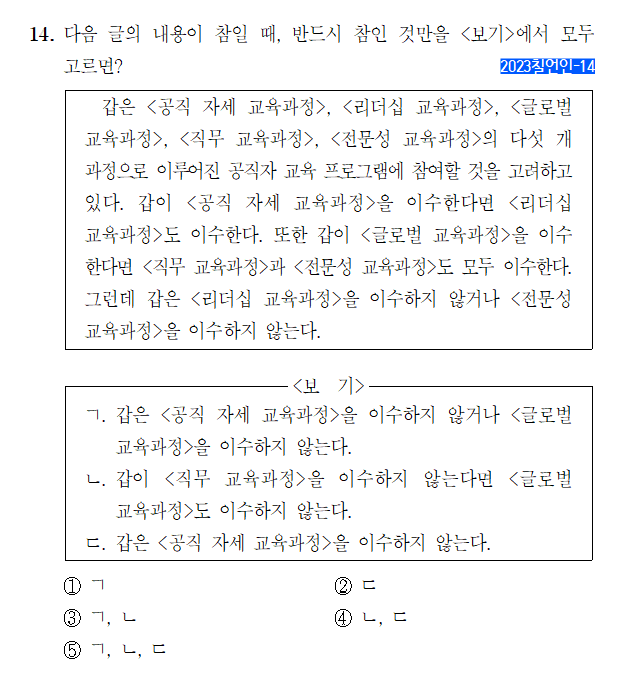 14. 다음 글의 내용이 참일 때, 반드시 참인 것만을 <보기>에서 모두
고르면?
2023칠언인-14
갑은 <공직 자세 교육과정>, <리더십 교육과정>, <글로벌
교육과정>, <직무 교육과정>, <전문성 교육과정>의 다섯 개
과정으로 이루어진 공직자 교육 프로그램에 참여할 것을 고려하고
있다. 갑이 <공직 자세 교육과정>을 이수한다면 <리더십
교육과정>도 이수한다. 또한 갑이 <글로벌 교육과정>을 이수
한다면 <직무 교육과정>과 <전문성 교육과정>도 모두 이수한다.
그런데 갑은 <리더십 교육과정>을 이수하지 않거나 <전문성
교육과정>을 이수하지 않는다.
<보 기>
ㄱ. 갑은 <공직 자세 교육과정>을 이수하지 않거나 <글로벌
교육과정>을 이수하지 않는다.
ㄴ. 갑이 <직무 교육과정>을 이수하지 않는다면 <글로벌
교육과정>도 이수하지 않는다.
ㄷ. 갑은 <공직 자세 교육과정>을 이수하지 않는다.
① ㄱ ② ㄷ
③ ㄱ, ㄴ ④ ㄴ, ㄷ
⑤ ㄱ, ㄴ, ㄷ